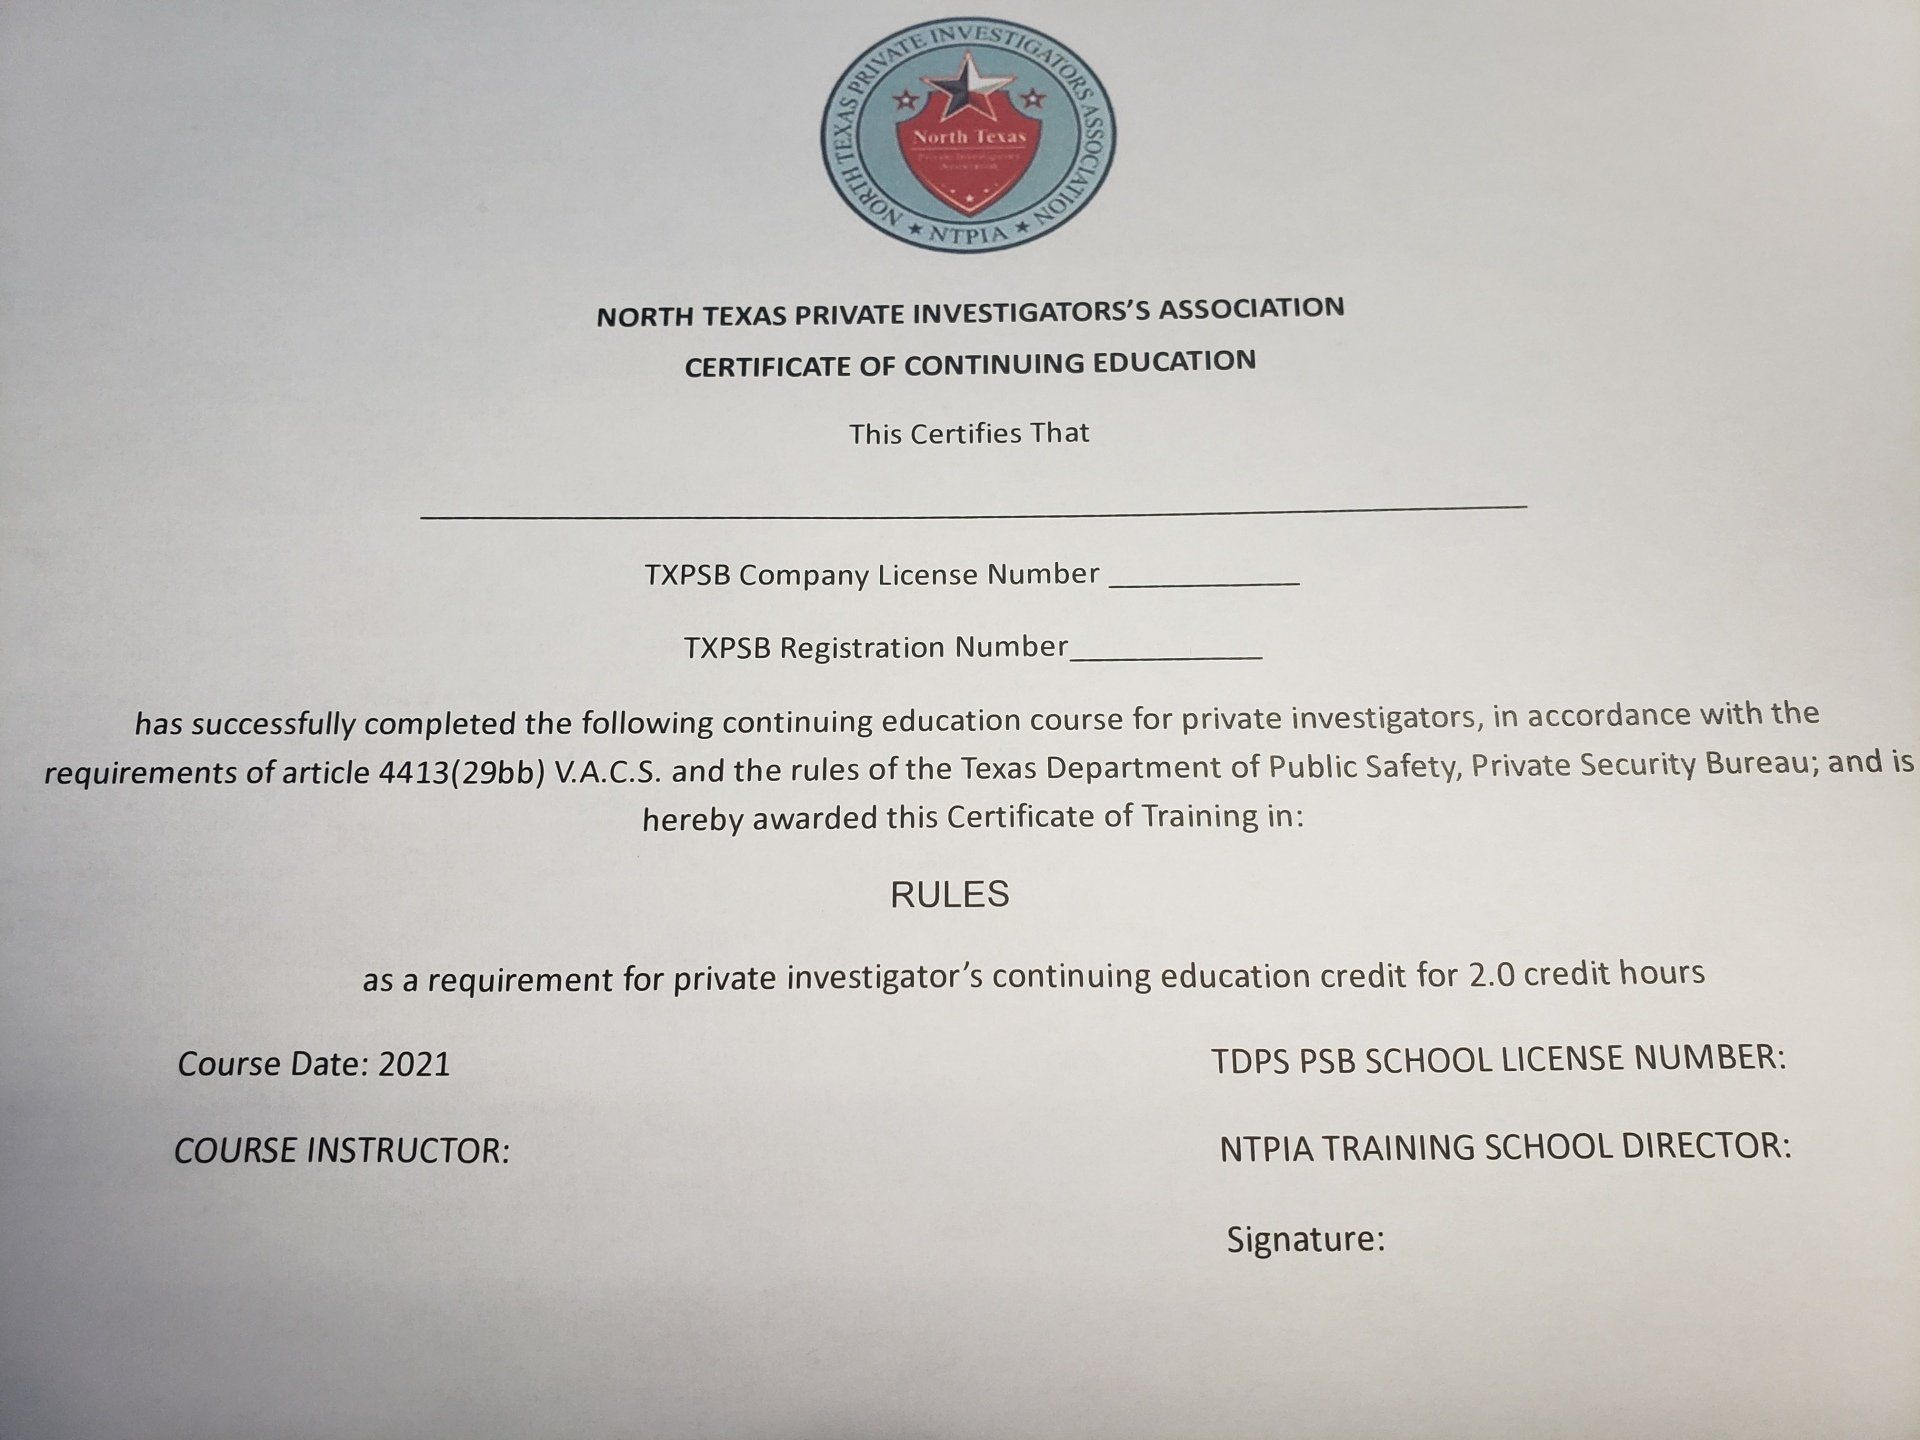 NORTH TEXAS PRIVATE INVESTIGATORS ASSOCIATION
North Texas
★ NTPIA ★
NORTH TEXAS PRIVATE INVESTIGATORS'S ASSOCIATION
CERTIFICATE OF CONTINUING EDUCATION
This Certifies That
TXPSB Company License Number ____________
TXPSB Registration Number____________
has successfully completed the following continuing education course for private investigators, in accordance with the
requirements of article 4413(29bb) V.A.C.S. and the rules of the Texas Department of Public Safety, Private Security Bureau; and is
hereby awarded this Certificate of Training in:
RULES
as a requirement for private investigator's continuing education credit for 2.0 credit hours
Course Date: 2021
TDPS PSB SCHOOL LICENSE NUMBER:
COURSE INSTRUCTOR:
NTPIA TRAINING SCHOOL DIRECTOR:
Signature: